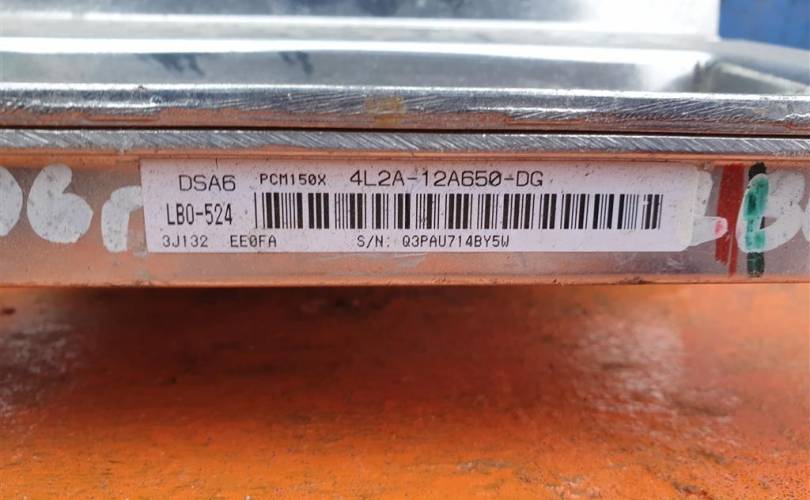 DSA6 PCM150X 4L2A-12A650-DG
LB0-524
3J132 EE0FA S/N: Q3PAU714BY5W